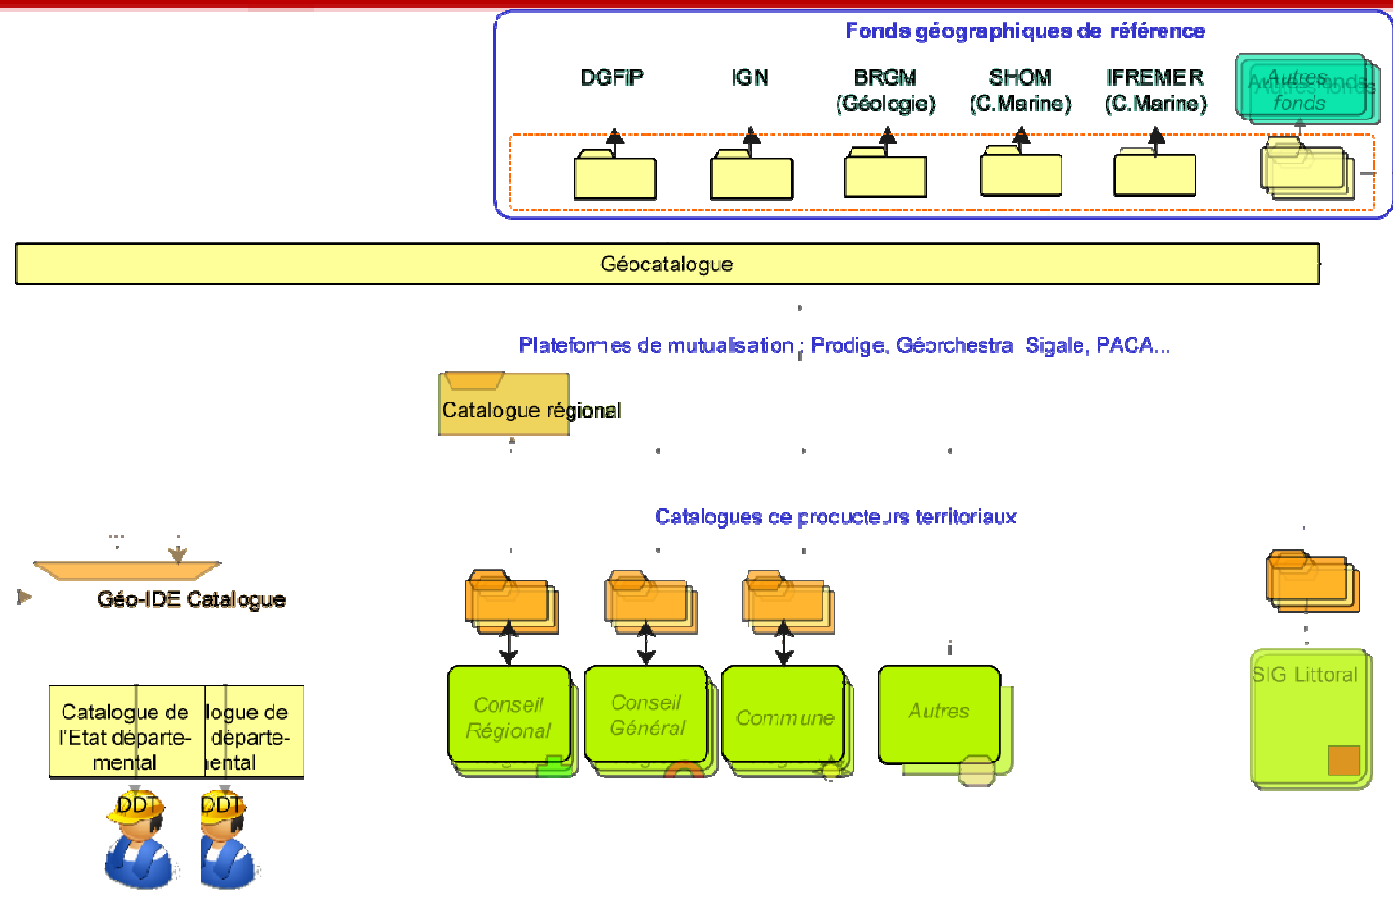 Fonds géographiques de référence
DGFiP
IGN
BRGM
(Géologie)
SHOM
(C.Marine)
IFREMER
(C.Marine)
Autres
fonds
Géocatalogue
Plateformes de mutualisation : Prodige, Géorchestra Sigale, PACA...
Catalogue régional
Catalogues de producteurs territoriaux
Géo-IDE Catalogue
Catalogue de
l'Etat départe-
mental
logue de
départe-
ental
DDT
DDT
Conseil
Régional
Conseil
Général
Commune
Autres
SIG Littoral